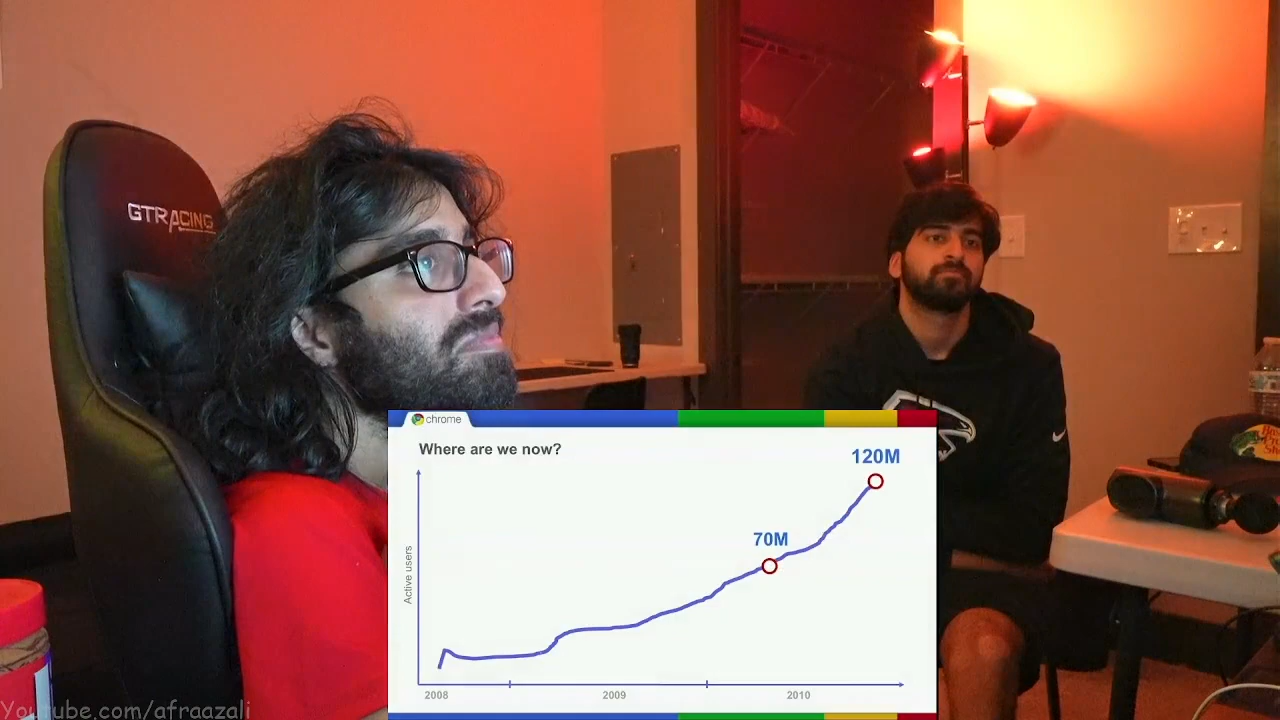 GTRACING
chrome
Where are we now?
120M
70M
Active users
2008 2009 2010
Youtube.com/afraazali